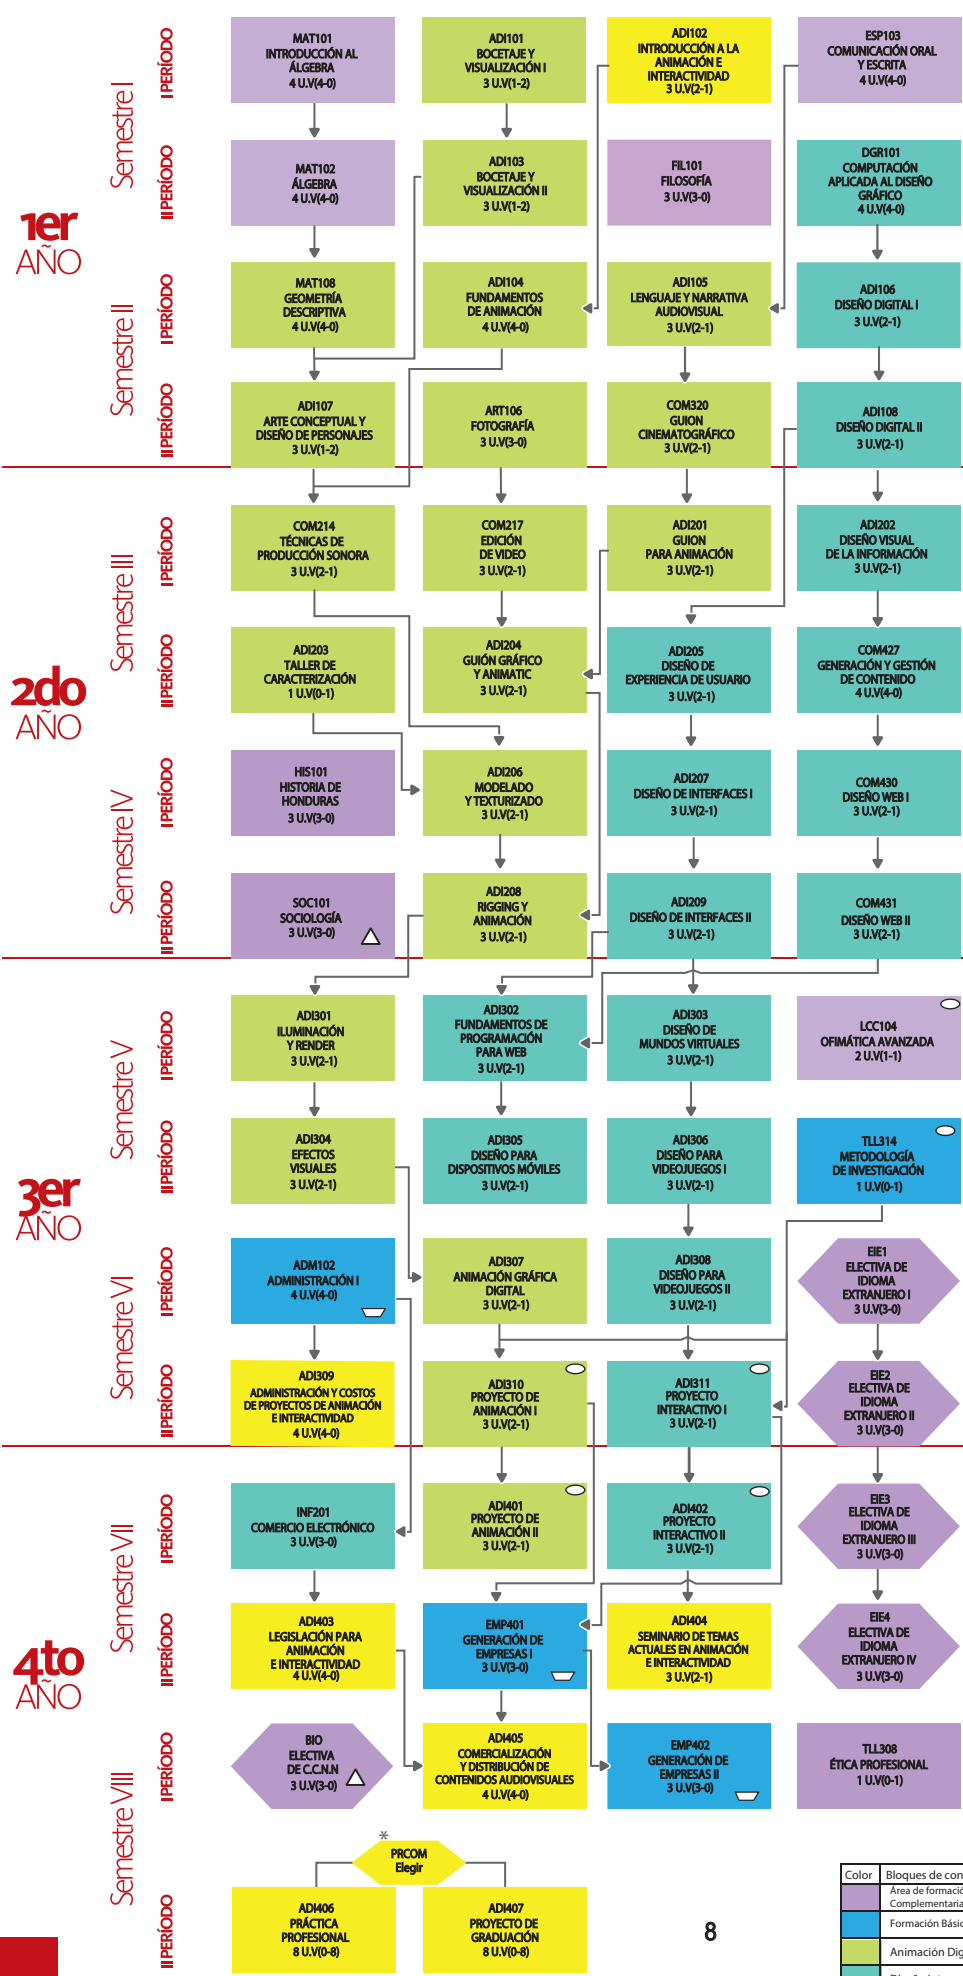 1er
AÑO
Semestre I
I PERÍODO
MAT101
INTRODUCCIÓN AL
ÁLGEBRA
4 U.V(4-0)
ADI101
BOCETAJE Y
VISUALIZACIÓN I
3 U.V(1-2)
ADI102
INTRODUCCIÓN A LA
ANIMACIÓN E
INTERACTIVIDAD
3 U.V(2-1)
ESP103
COMUNICACIÓN ORAL
Y ESCRITA
4 U.V(4-0)
II PERÍODO
MAT102
ÁLGEBRA
4 U.V(4-0)
ADI103
BOCETAJE Y
VISUALIZACIÓN II
3 U.V(1-2)
FIL101
FILOSOFÍA
3 U.V(3-0)
DGR101
COMPUTACIÓN
APLICADA AL DISEÑO
GRÁFICO
4 U.V(4-0)
Semestre II
I PERÍODO
MAT108
GEOMETRÍA
DESCRIPTIVA
4 U.V(4-0)
ADI104
FUNDAMENTOS
DE ANIMACIÓN
4 U.V(4-0)
ADI105
LENGUAJE Y NARRATIVA
AUDIOVISUAL
3 U.V(2-1)
ADI106
DISEÑO DIGITAL I
3 U.V(2-1)
II PERÍODO
ADI107
ARTE CONCEPTUAL Y
DISEÑO DE PERSONAJES
3 U.V(1-2)
ART106
FOTOGRAFÍA
3 U.V(3-0)
COM320
GUION
CINEMATOGRÁFICO
3 U.V(2-1)
ADI108
DISEÑO DIGITAL II
3 U.V(2-1)
2do
AÑO
Semestre III
I PERÍODO
COM214
TÉCNICAS DE
PRODUCCIÓN SONORA
3 U.V(2-1)
COM217
EDICIÓN
DE VIDEO
3 U.V(2-1)
ADI201
GUION
PARA ANIMACIÓN
3 U.V(2-1)
ADI202
DISEÑO VISUAL
DE LA INFORMACIÓN
3 U.V(2-1)
II PERÍODO
ADI203
TALLER DE
CARACTERIZACIÓN
1 U.V(0-1)
ADI204
GUIÓN GRÁFICO
Y ANIMATIC
3 U.V(2-1)
ADI205
DISEÑO DE
EXPERIENCIA DE USUARIO
3 U.V(2-1)
COM427
GENERACIÓN Y GESTIÓN
DE CONTENIDO
4 U.V(4-0)
Semestre IV
I PERÍODO
HIS101
HISTORIA DE
HONDURAS
3 U.V(3-0)
ADI206
MODELADO
Y TEXTURIZADO
3 U.V(2-1)
ADI207
DISEÑO DE INTERFACES I
3 U.V(2-1)
COM430
DISEÑO WEB I
3 U.V(2-1)
II PERÍODO
SOC101
SOCIOLOGÍA
3 U.V(3-0)
ADI208
RIGGING Y
ANIMACIÓN
3 U.V(2-1)
ADI209
DISEÑO DE INTERFACES II
3 U.V(2-1)
COM431
DISEÑO WEB II
3 U.V(2-1)
3er
AÑO
Semestre V
I PERÍODO
ADI301
ILUMINACIÓN
Y RENDER
3 U.V(2-1)
ADI302
FUNDAMENTOS DE
PROGRAMACIÓN
PARA WEB
3 U.V(2-1)
ADI303
DISEÑO DE
MUNDOS VIRTUALES
3 U.V(2-1)
LCC104
OFIMÁTICA AVANZADA
2 U.V(1-1)
II PERÍODO
ADI304
EFECTOS
VISUALES
3 U.V(2-1)
ADI305
DISEÑO PARA
DISPOSITIVOS MÓVILES
3 U.V(2-1)
ADI306
DISEÑO PARA
VIDEOJUEGOS I
3 U.V(2-1)
TLL314
METODOLOGÍA
DE INVESTIGACIÓN
1 U.V(0-1)
Semestre VI
I PERÍODO
ADM102
ADMINISTRACIÓN I
4 U.V(4-0)
ADI307
ANIMACIÓN GRÁFICA
DIGITAL
3 U.V(2-1)
ADI308
DISEÑO PARA
VIDEOJUEGOS II
3 U.V(2-1)
EIE1
ELECTIVA DE
IDIOMA
EXTRANJERO I
3 U.V(3-0)
II PERÍODO
ADI309
ADMINISTRACIÓN Y COSTOS
DE PROYECTOS DE ANIMACIÓN
E INTERACTIVIDAD
4 U.V(4-0)
ADI310
PROYECTO DE
ANIMACIÓN I
3 U.V(2-1)
ADI311
PROYECTO
INTERACTIVO I
3 U.V(2-1)
EIE2
ELECTIVA DE
IDIOMA
EXTRANJERO II
3 U.V(3-0)
4to
AÑO
Semestre VII
I PERÍODO
INF201
COMERCIO ELECTRÓNICO
3 U.V(3-0)
ADI401
PROYECTO DE
ANIMACIÓN II
3 U.V(2-1)
ADI402
PROYECTO
INTERACTIVO II
3 U.V(2-1)
EIE3
ELECTIVA DE
IDIOMA
EXTRANJERO III
3 U.V(3-0)
II PERÍODO
ADI403
LEGISLACIÓN PARA
ANIMACIÓN
E INTERACTIVIDAD
4 U.V(4-0)
EMP401
GENERACIÓN DE
EMPRESAS I
3 U.V(3-0)
ADI404
SEMINARIO DE TEMAS
ACTUALES EN ANIMACIÓN
E INTERACTIVIDAD
3 U.V(2-1)
EIE4
ELECTIVA DE
IDIOMA
EXTRANJERO IV
3 U.V(3-0)
Semestre VIII
I PERÍODO
BIO
ELECTIVA
DE C.C.N.N
3 U.V(3-0)
ADI405
COMERCIALIZACIÓN
Y DISTRIBUCIÓN DE
CONTENIDOS AUDIOVISUALES
4 U.V(4-0)
EMP402
GENERACIÓN DE
EMPRESAS II
3 U.V(3-0)
TLL308
ÉTICA PROFESIONAL
1 U.V(0-1)
*
PRCOM
Elegir
II PERÍODO
ADI406
PRÁCTICA
PROFESIONAL
8 U.V(0-8)
ADI407
PROYECTO DE
GRADUACIÓN
8 U.V(0-8)
8
Color Bloques de con
Área de formació
Complementaria
Formación Básic
Animación Dig